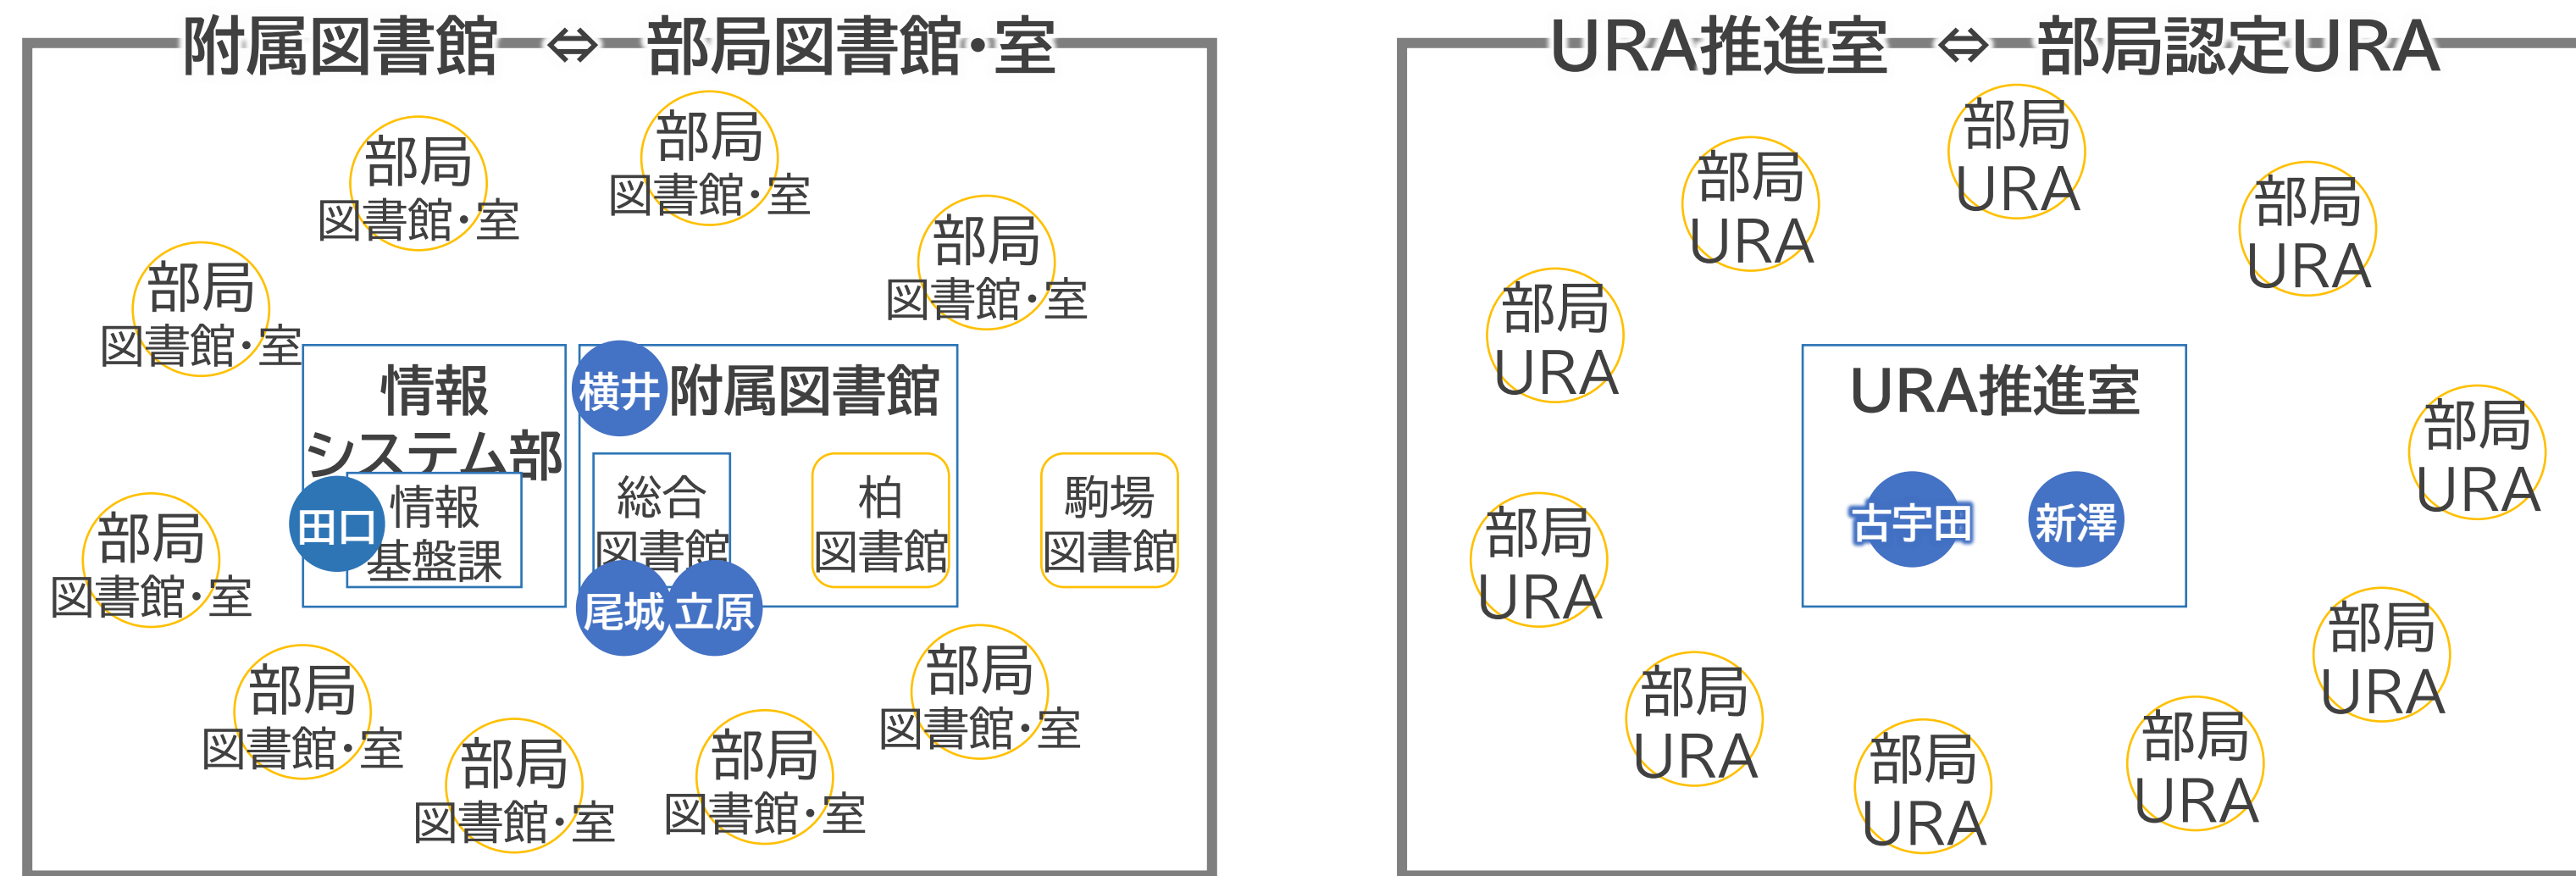 附属図書館 ⇔ 部局図書館・室
部局
図書館・室
部局
図書館・室
部局
図書館・室
部局
図書館・室
情報
システム部
横井
附属図書館
田口
情報
基盤課
総合
図書館
柏
図書館
駒場
図書館
尾城
立原
部局
図書館・室
部局
図書館・室
部局
図書館・室
部局
図書館・室
部局
図書館・室
URA推進室 ⇔ 部局認定URA
部局
URA
部局
URA
部局
URA
部局
URA
URA推進室
古宇田
新澤
部局
URA
部局
URA
部局
URA
部局
URA
部局
URA
部局
URA